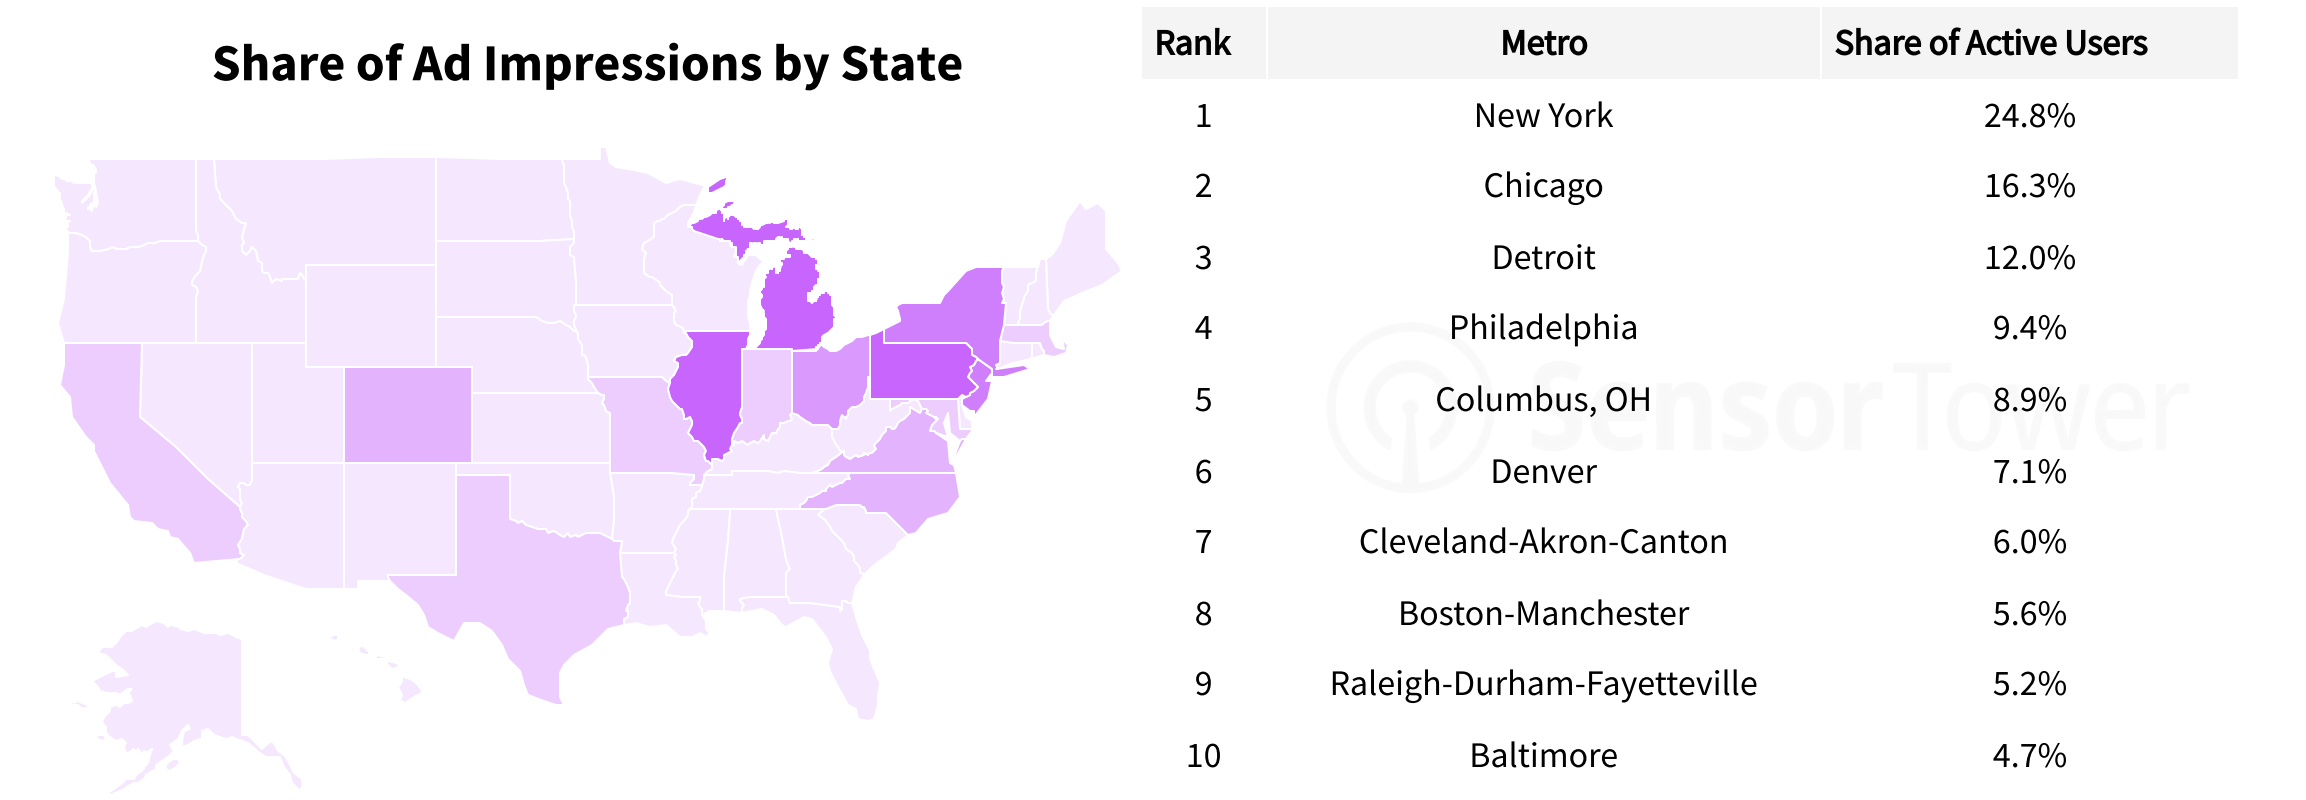 Share of Ad Impressions by State
Rank Metro Share of Active Users
1 New York 24.8%
2 Chicago 16.3%
3 Detroit 12.0%
4 Philadelphia 9.4%
5 Columbus, OH 8.9%
6 Denver 7.1%
7 Cleveland-Akron-Canton 6.0%
8 Boston-Manchester 5.6%
9 Raleigh-Durham-Fayetteville 5.2%
10 Baltimore 4.7%
Sensor Tower